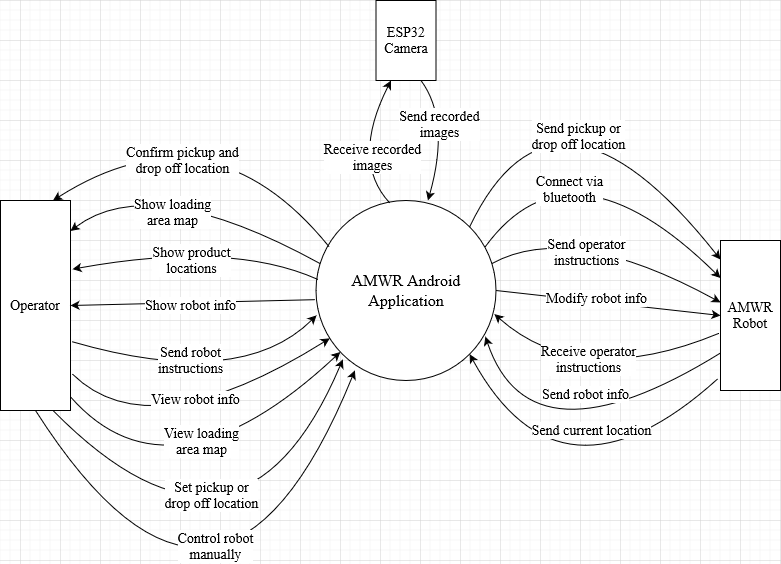 ESP32
Camera
Send recorded
images
Receive recorded
images
Send pickup or
drop off location
Confirm pickup and
drop off location
Connect via
bluetooth
Show loading
area map
Send operator
instructions
Show product
locations
AMWR Android
Application
Modify robot info
Operator
Show robot info
AMWR
Robot
Send robot
instructions
Receive operator
instructions
View robot info
Send robot info
View loading
area map
Send current location
Set pickup or
drop off location
Control robot
manually